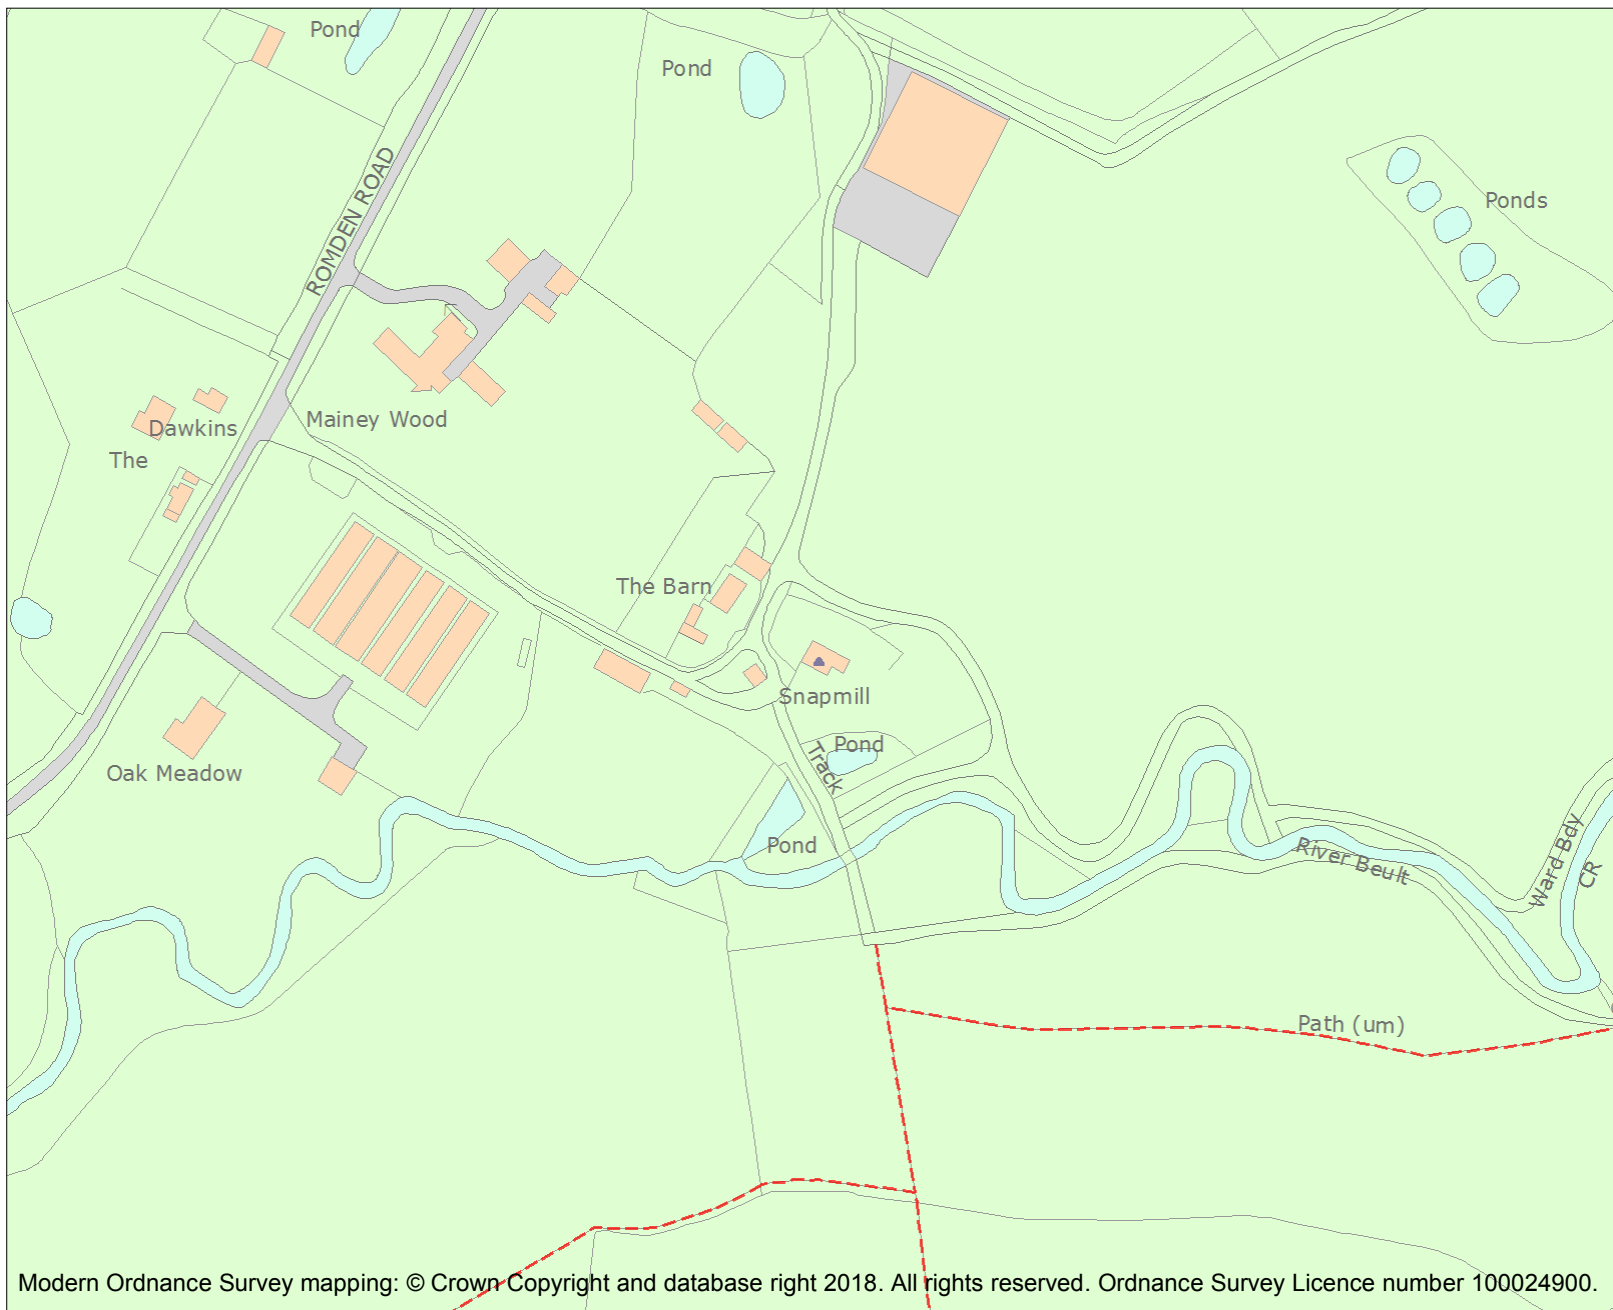 Pond
Pond
ROMDEN ROAD
Ponds
Mainey Wood
Dawkins
The
The Barn
Snapmill
Pond
Track
Oak Meadow
Pond
River Beult
Ward Bdy
CR
Path (um)
Modern Ordnance Survey mapping: © Crown Copyright and database right 2018. All rights reserved. Ordnance Survey Licence number 100024900.